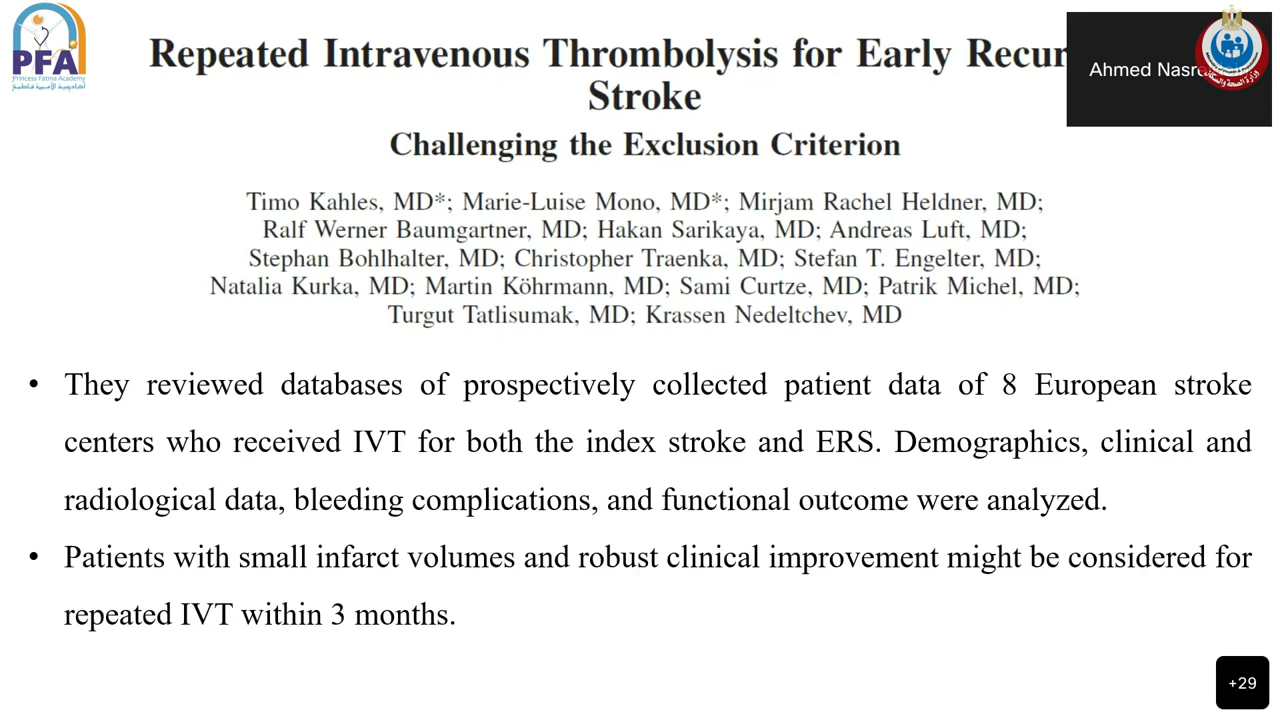 PFA
Princess Fatma Academy
أكاديمية الأميرة فاطمة
Repeated Intravenous Thrombolysis for Early
Stroke
Challenging the Exclusion Criterion
Ahmed
وزارة الصحة والسكان
Timo Kahles, MD*; Marie-Luise Mono, MD*; Mirjam Rachel Heldner, MD;
Ralf Werner Baumgartner, MD; Hakan Sarikaya, MD; Andreas Luft, MD;
Stephan Bohlhalter, MD; Christopher Traenka, MD; Stefan T. Engelter, MD;
Natalia Kurka, MD; Martin Köhrmann, MD; Sami Curtze, MD; Patrik Michel, MD;
Turgut Tatlisumak, MD; Krassen Nedeltchev, MD
• They reviewed databases of prospectively collected patient data of 8 European stroke
centers who received IVT for both the index stroke and ERS. Demographics, clinical and
radiological data, bleeding complications, and functional outcome were analyzed.
• Patients with small infarct volumes and robust clinical improvement might be considered for
repeated IVT within 3 months.
+29